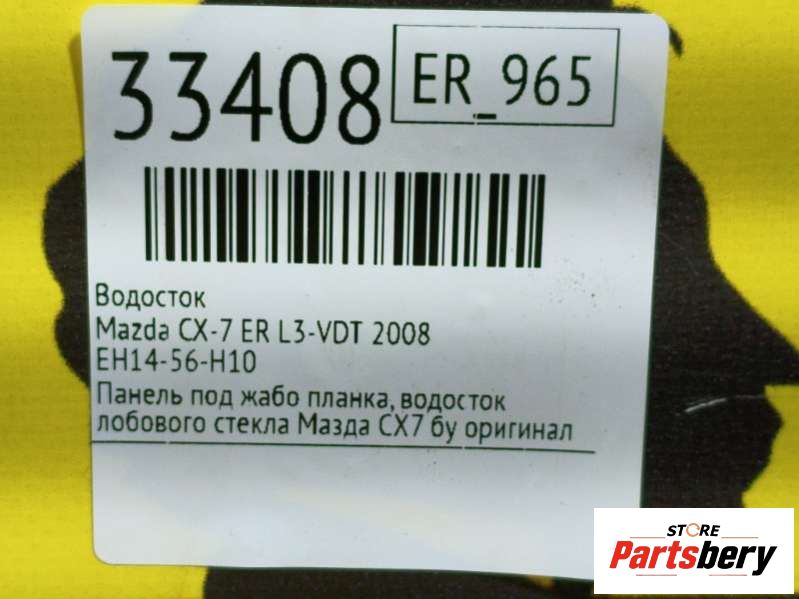 33408
ER_965
Водосток
Mazda CX-7 ER L3-VDT 2008
EH14-56-H10
Панель под жабо планка, водосток
лобового стекла Мазда СХ7 бу оригинал
STORE
Partsbery